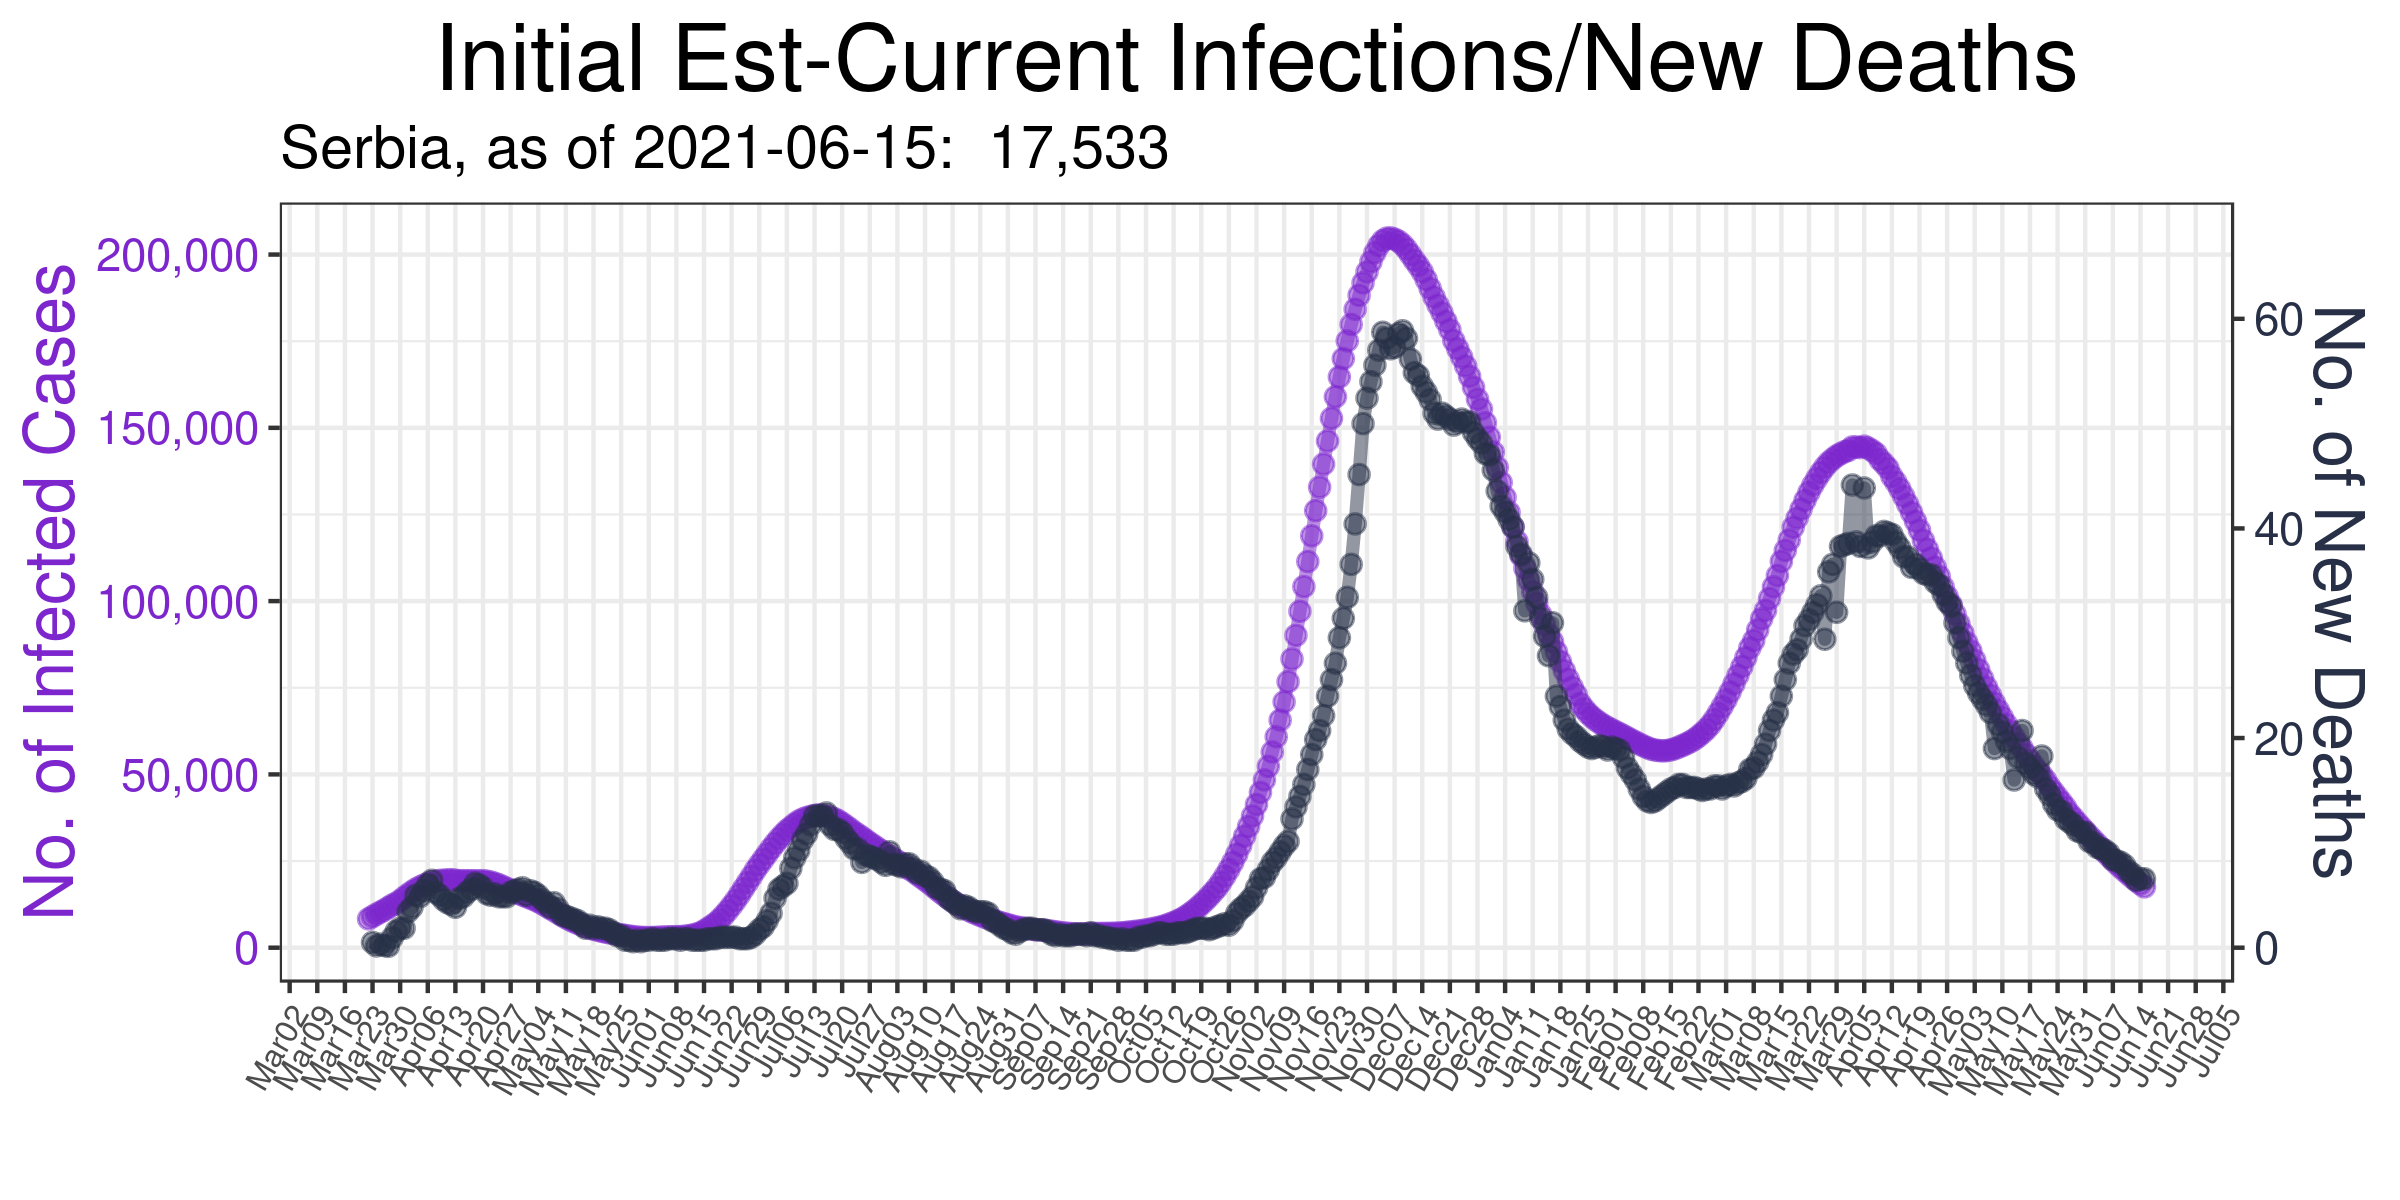 Initial Est-Current Infections/New Deaths
Serbia, as of 2021-06-15:  17,533
No. of Infected Cases
200,000
150,000
100,000
50,000
0
60
40
20
0
No. of New Deaths
Mar02
Mar09
Mar16
Mar23
Mar30
Apr06
Apr13
Apr20
Apr27
May04
May11
May18
May25
Jun01
Jun08
Jun15
Jun22
Jun29
Jul06
Jul13
Jul20
Jul27
Aug03
Aug10
Aug17
Aug24
Aug31
Sep07
Sep14
Sep21
Sep28
Oct05
Oct12
Oct19
Oct26
Nov02
Nov09
Nov16
Nov23
Nov30
Dec07
Dec14
Dec21
Dec28
Jan04
Jan11
Jan18
Jan25
Feb01
Feb08
Feb15
Feb22
Mar01
Mar08
Mar15
Mar22
Mar29
Apr05
Apr12
Apr19
Apr26
May03
May10
May17
May24
May31
Jun07
Jun14
Jun21
Jun28
Jul05